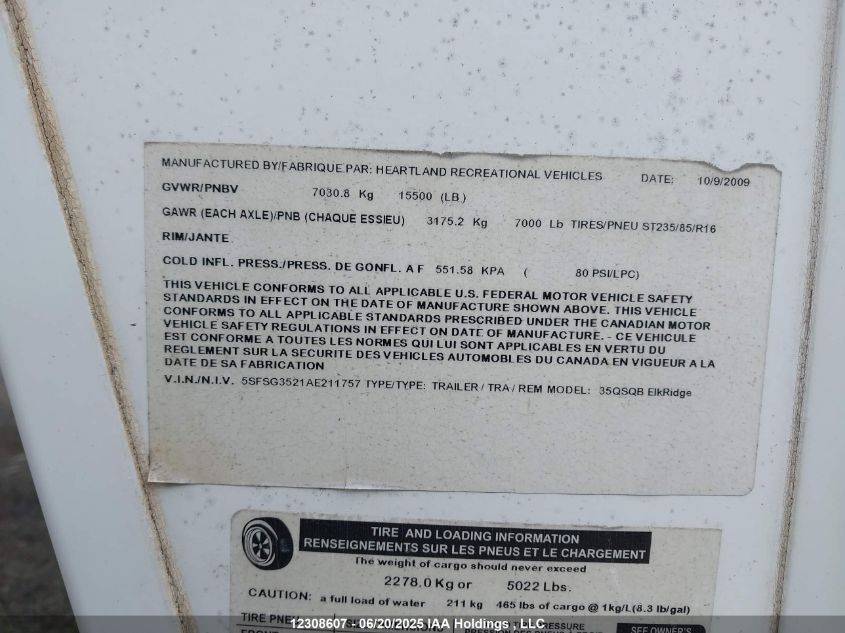 MANUFACTURED BY/FABRIQUE PAR: HEARTLAND RECREATIONAL VEHICLES DATE: 10/9/2009
GVWR/PNBV 7030.8 Kg 15500 (LB.)
GAWR (EACH AXLE)/PNB (CHAQUE ESSIEU) 3175.2 Kg 7000 Lb TIRES/PNEU ST235/85/R16
RIM/JANTE
COLD INFL. PRESS./PRESS. DE GONFL. A F 551.58 KPA ( 80 PSI/LPC)
THIS VEHICLE CONFORMS TO ALL APPLICABLE U.S. FEDERAL MOTOR VEHICLE SAFETY
STANDARDS IN EFFECT ON THE DATE OF MANUFACTURE SHOWN ABOVE. THIS VEHICLE
CONFORMS TO ALL APPLICABLE STANDARDS PRESCRIBED UNDER THE CANADIAN MOTOR
VEHICLE SAFETY REGULATIONS IN EFFECT ON DATE OF MANUFACTURE. - CE VEHICULE
EST CONFORME A TOUTES LES NORMES QUI LUI SONT APPLICABLES EN VERTU DU
REGLEMENT SUR LA SECURITE DES VEHICLES AUTOMOBILES DU CANADA EN VIGUEUR A LA
DATE DE SA FABRICATION
V.I.N./N.I.V. 5SFSG3521AE211757 TYPE/TYPE: TRAILER / TRA / REM MODEL: 35QSQB ElkRidge
TIRE AND LOADING INFORMATION
RENSEIGNEMENTS SUR LES PNEUS ET LE CHARGEMENT
The weight of cargo should never exceed
2278.0 Kg or 5022 Lbs.
CAUTION: a full load of water 211 kg 465 lbs of cargo @ 1kg/L(8.3 lb/gal)
TIRE PNEU PRESSURE
SEE OWNER'S
12308607 - 06/20/2025 IAA Holdings, LLC